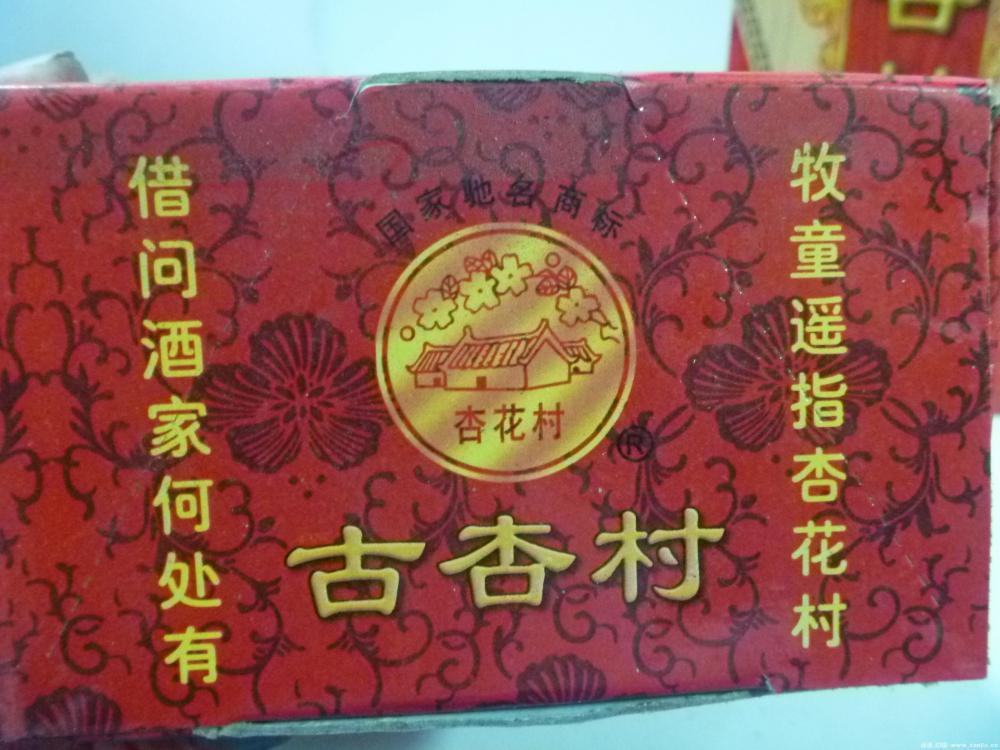 借问酒家何处有
国家驰名商标
杏花村
®
古杏村
牧童遥指杏花村